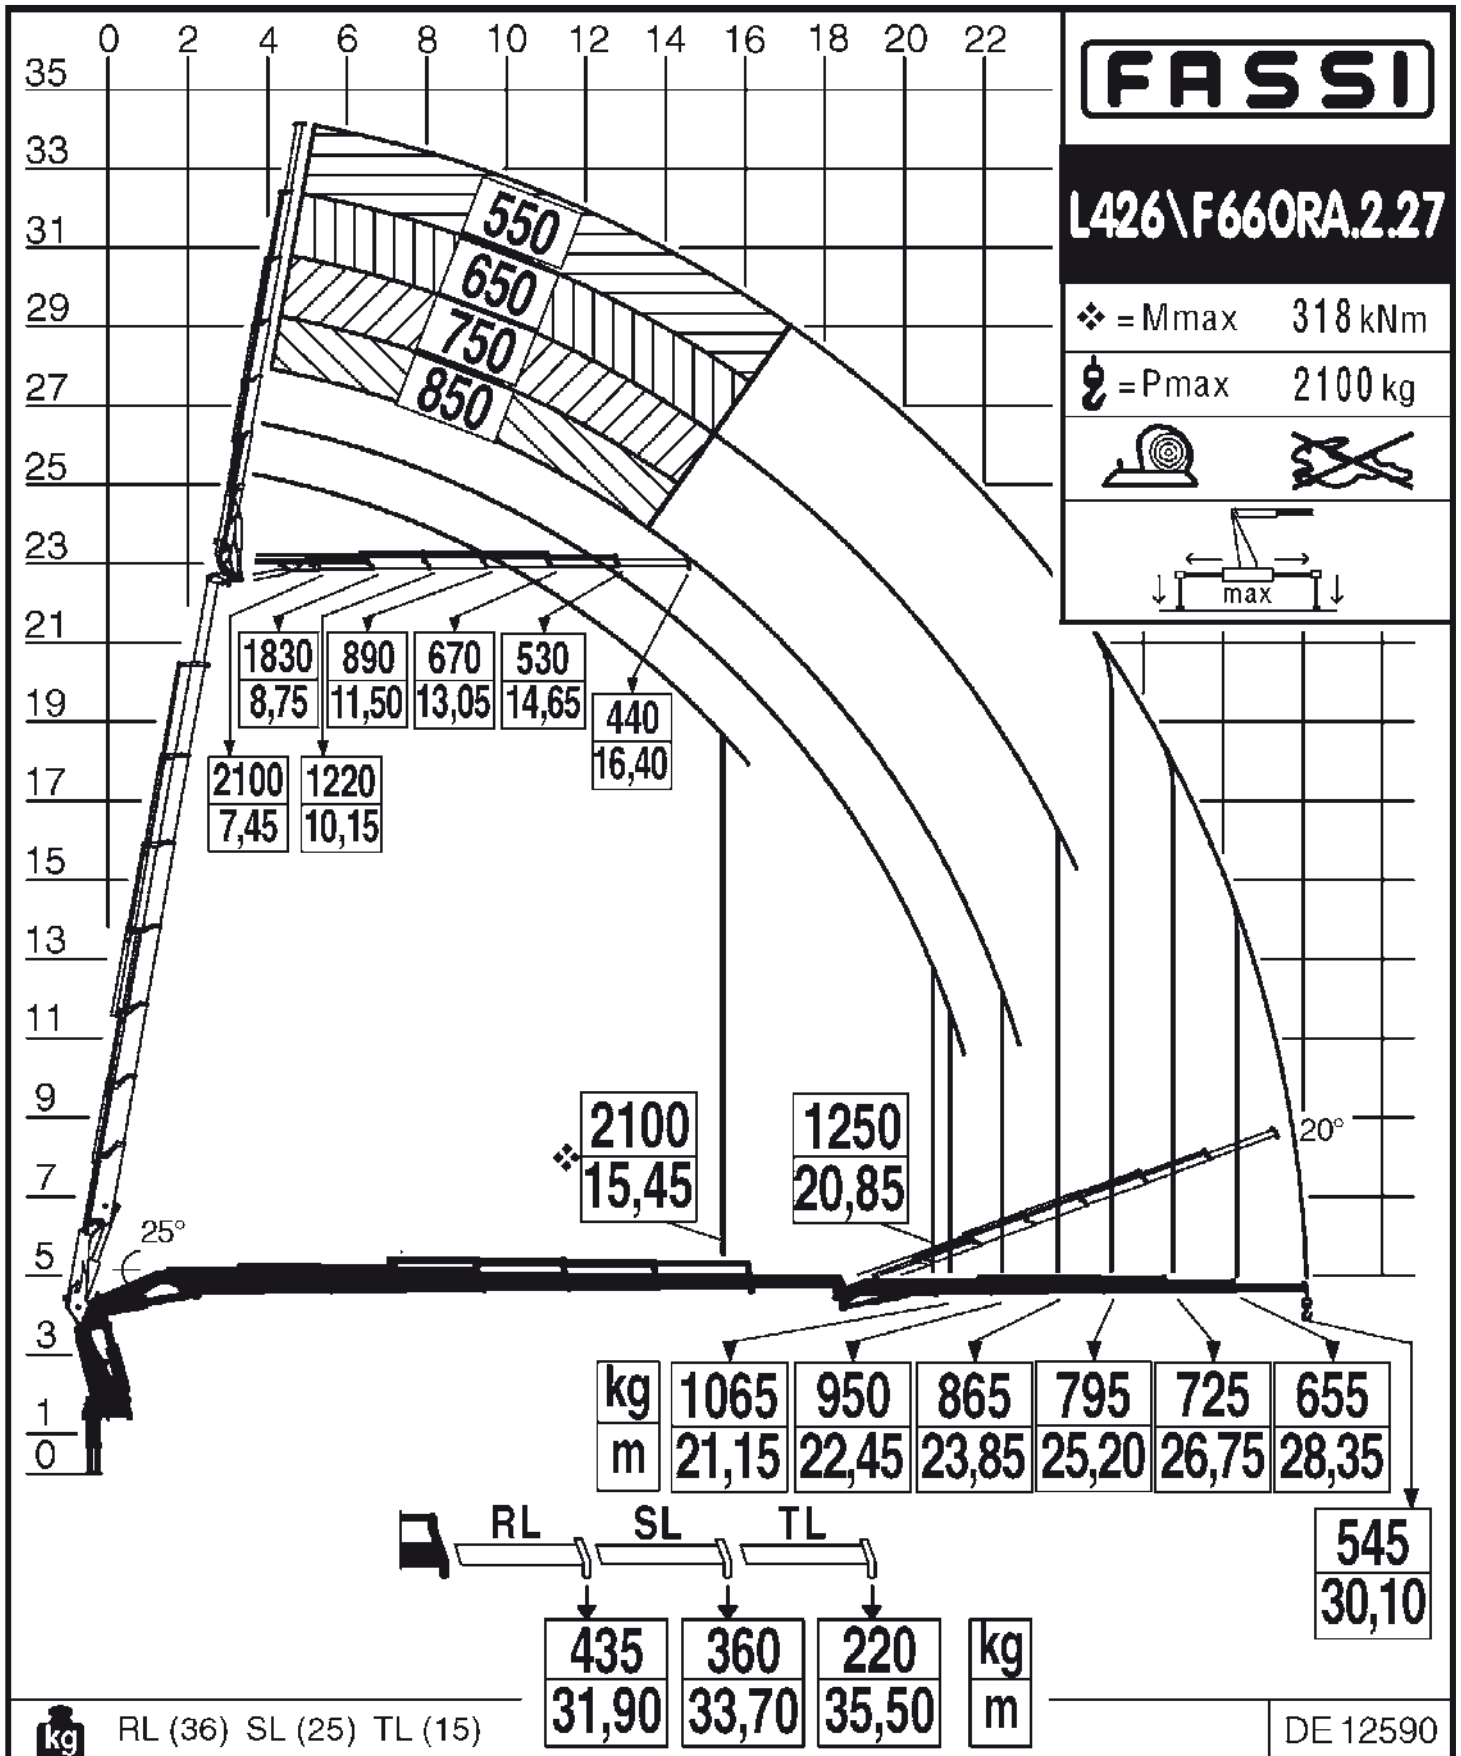 0 2 4 6 8 10 12 14 16 18 20 22
FASSI
L426\F660RA.2.27
❖ = Mmax 318 kNm
= Pmax 2100 kg
max
35
33
31
29
27
25
23
21
19
17
15
13
11
9
7
5
3
1
0
550
650
750
850
1830 890 670 530
8,75 11,50 13,05 14,65
440
16,40
2100 1220
7,45 10,15
❖ 2100 1250
15,45 20,85
20°
25°
kg 1065 950 865 795 725 655
m 21,15 22,45 23,85 25,20 26,75 28,35
545
30,10
RL SL TL
435 360 220 kg
31,90 33,70 35,50 m
kg RL (36) SL (25) TL (15)
DE 12590